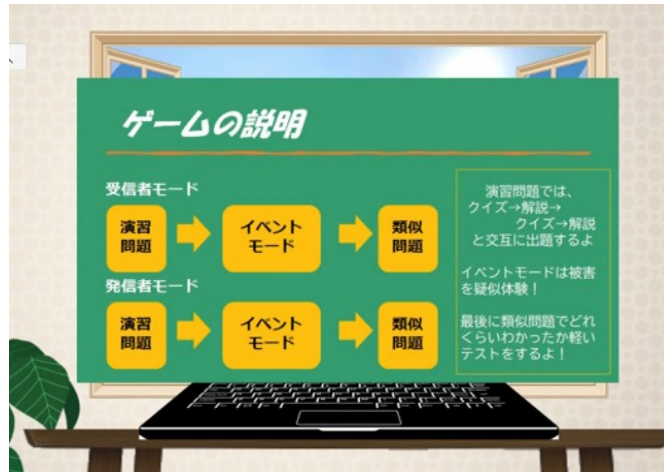 ゲームの説明
受信者モード
演習
問題
イベント
モード
類似
問題
発信者モード
演習
問題
イベント
モード
類似
問題
演習問題では、
クイズ→解説→
クイズ→解説
と交互に出題するよ
イベントモードは被害
を疑似体験！
最後に類似問題でどれ
くらいわかったか軽い
テストをするよ！